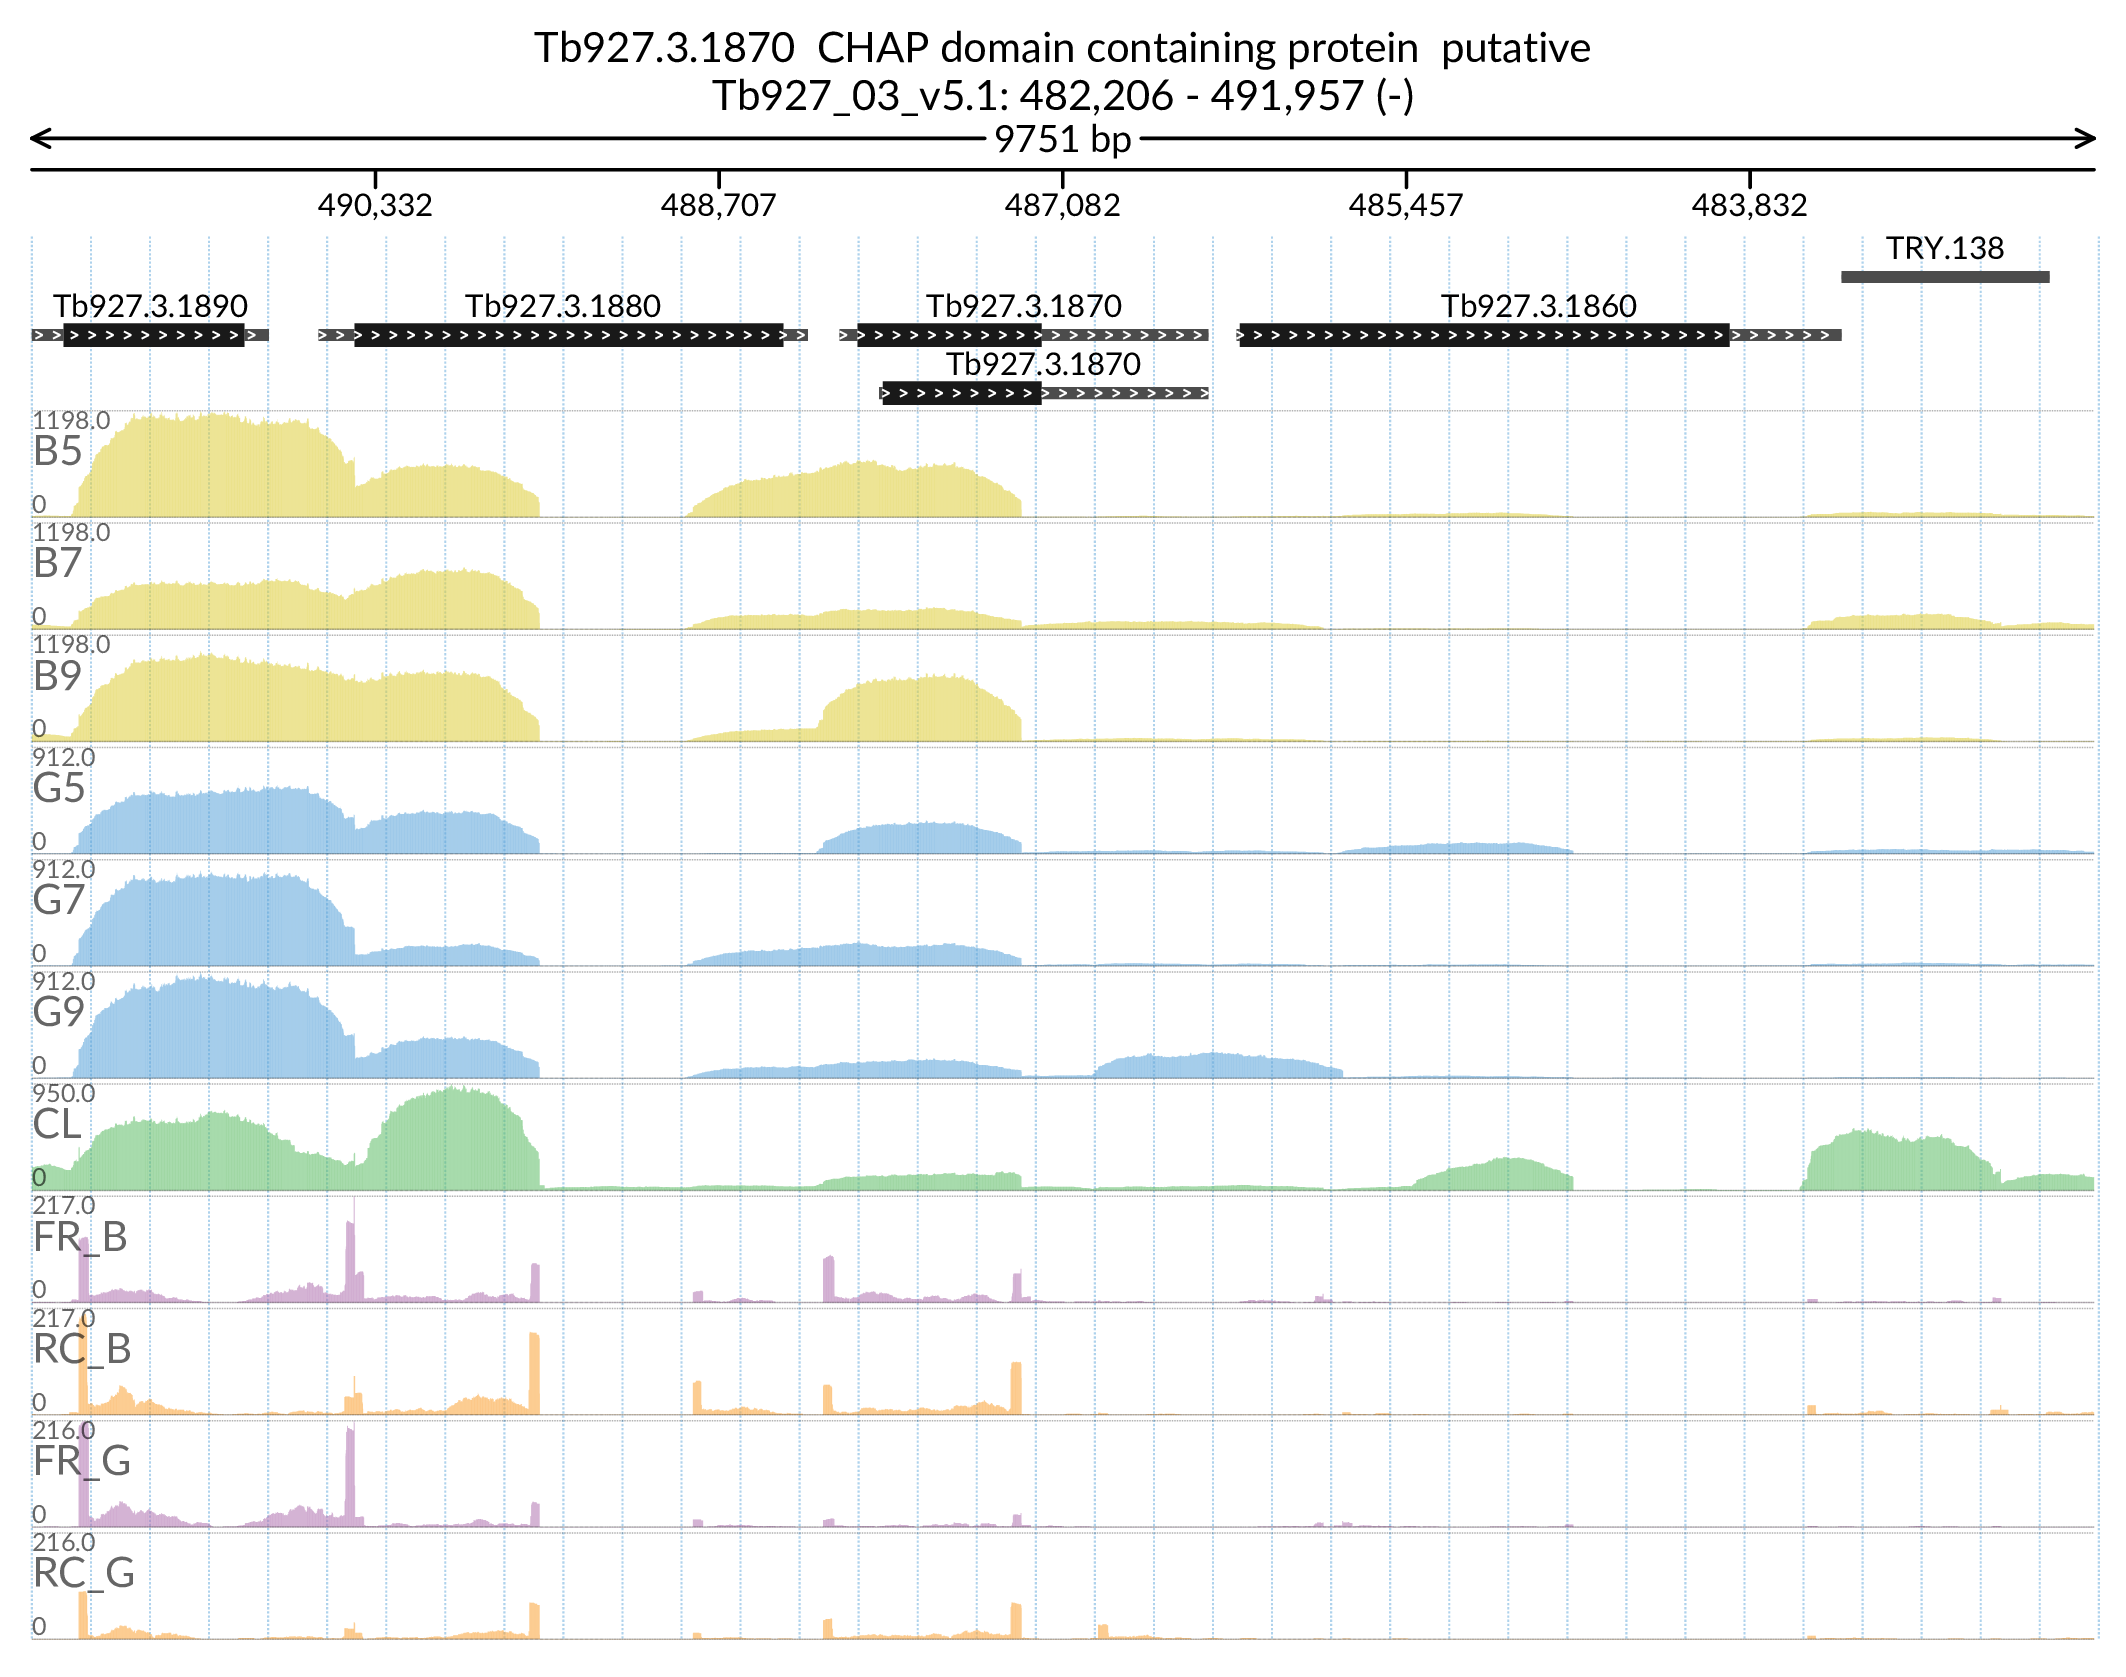 Tb927.3.1870  CHAP domain containing protein  putative
Tb927_03_v5.1: 482,206 - 491,957 (-)
9751 bp
490,332 488,707 487,082 485,457 483,832
TRY.138
Tb927.3.1890 Tb927.3.1880 Tb927.3.1870 Tb927.3.1860
Tb927.3.1870
1198.0
B5
0
1198.0
B7
0
1198.0
B9
0
912.0
G5
0
912.0
G7
0
912.0
G9
0
950.0
CL
0
217.0
FR_B
0
217.0
RC_B
0
216.0
FR_G
0
216.0
RC_G
0